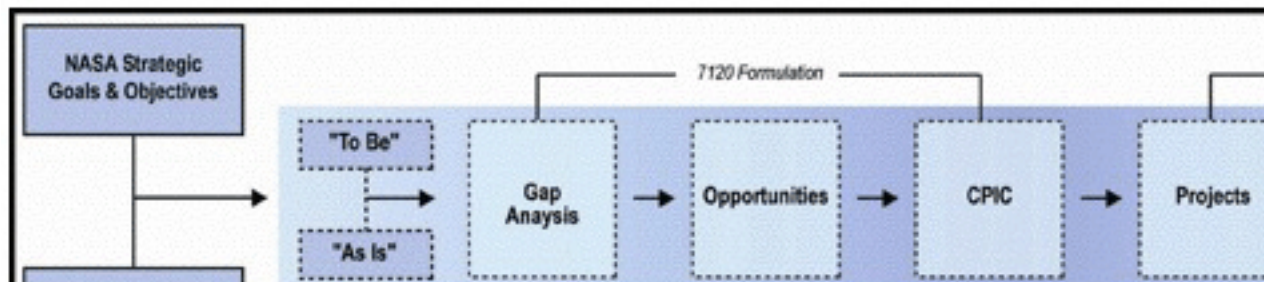 NASA Strategic
Goals & Objectives
7120 Formulation
"To Be"
"As Is"
Gap
Anaysis
Opportunities
CPIC
Projects